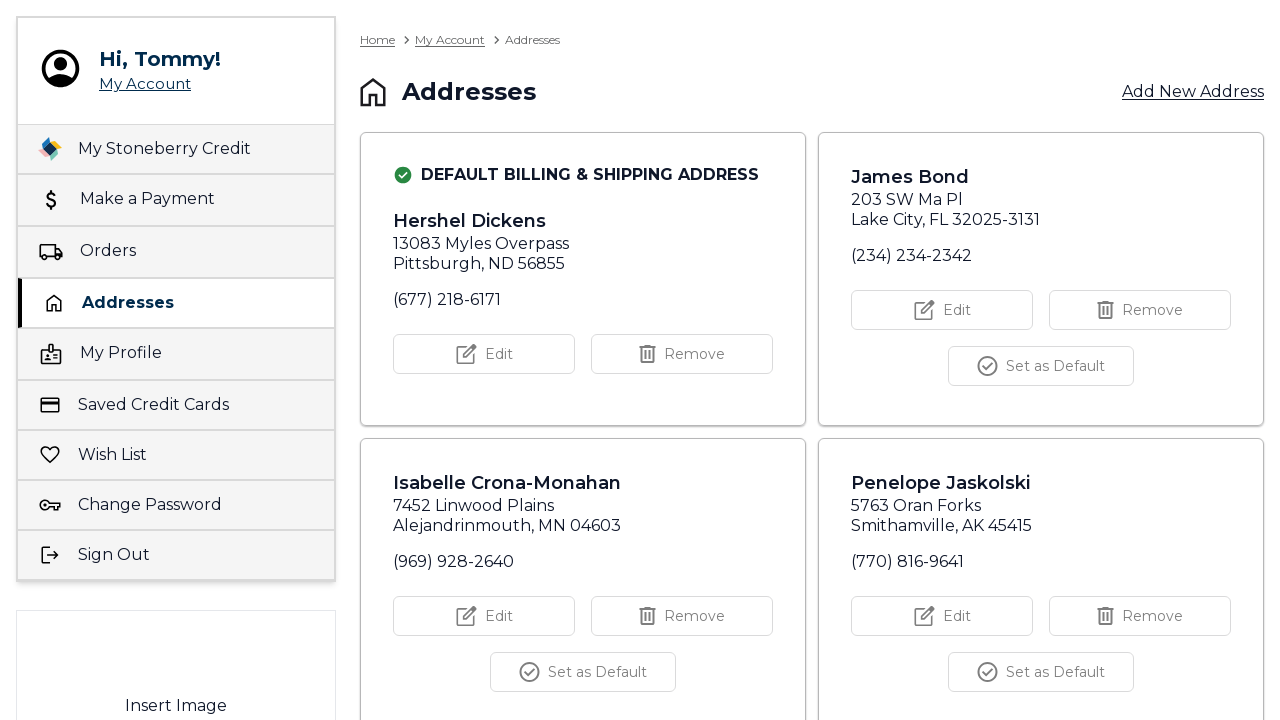 Hi, Tommy!
My Account
My Stoneberry Credit
Make a Payment
Orders
Addresses
My Profile
Saved Credit Cards
Wish List
Change Password
Sign Out
Insert Image
Home > My Account > Addresses
Addresses
Add New Address
DEFAULT BILLING & SHIPPING ADDRESS
Hershel Dickens
13083 Myles Overpass
Pittsburgh, ND 56855
(677) 218-6171
Edit Remove
James Bond
203 SW Ma Pl
Lake City, FL 32025-3131
(234) 234-2342
Edit Remove
Set as Default
Isabelle Crona-Monahan
7452 Linwood Plains
Alejandrinmouth, MN 04603
(969) 928-2640
Edit Remove
Set as Default
Penelope Jaskolski
5763 Oran Forks
Smithamville, AK 45415
(770) 816-9641
Edit Remove
Set as Default